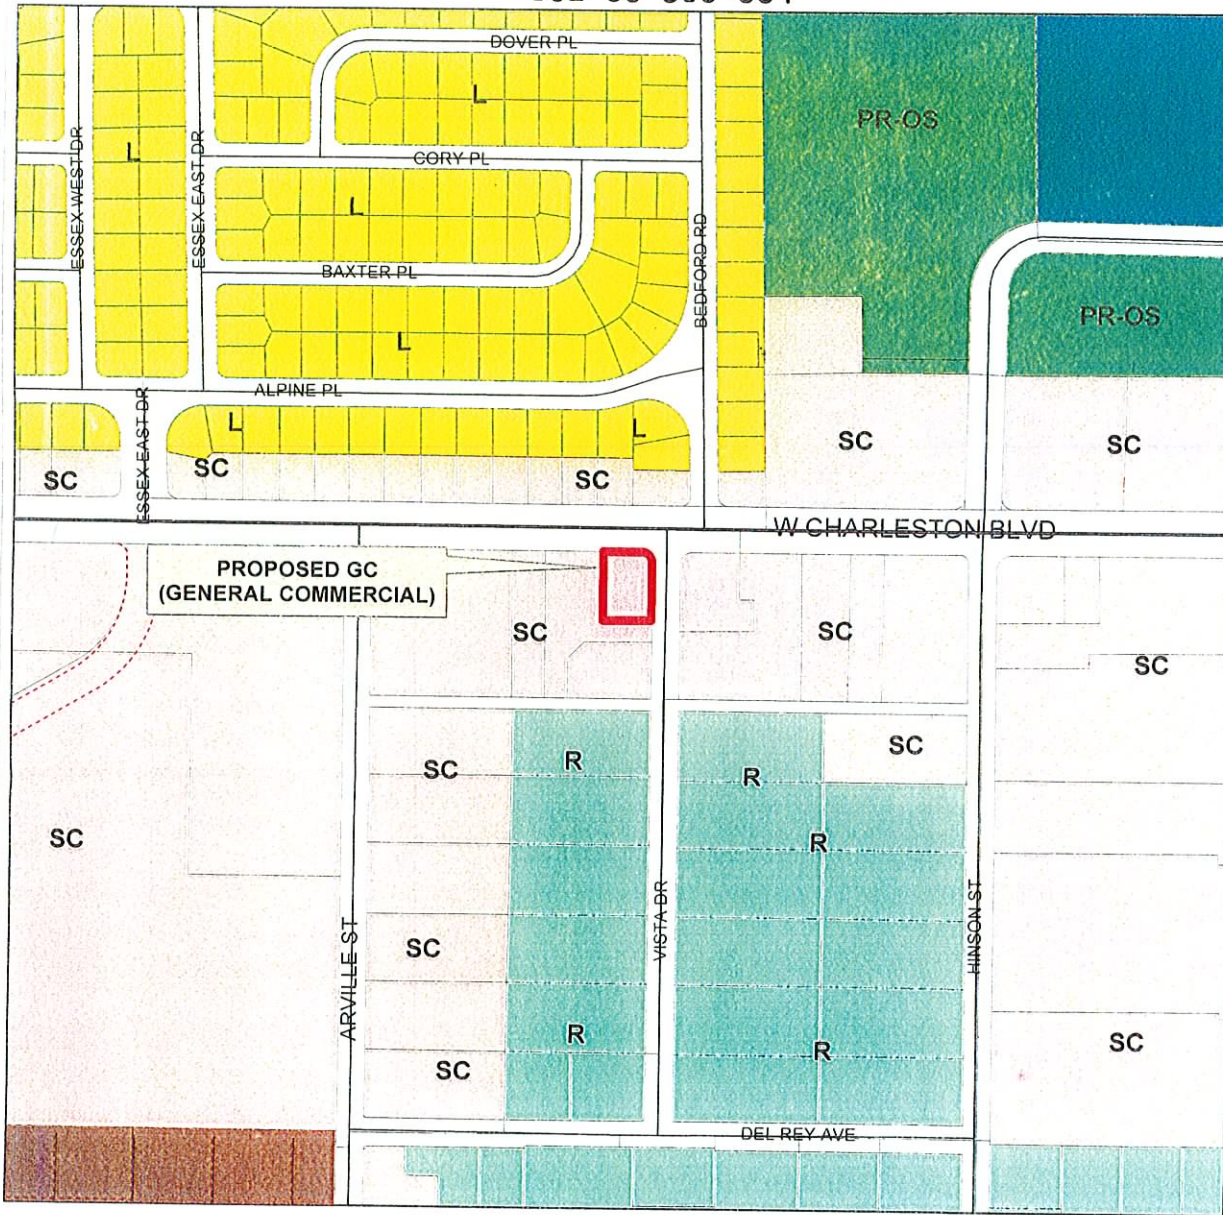 DOVER PL
PR-OS
L
ESSEX WEST DR
L
ESSEX EAST DR
CORY PL
L
BEDFORD RD
BAXTER PL
PR-OS
L
ALPINE PL
ESSEX EAST DR
L
L
SC
SC
SC
SC
SC
W CHARLESTON BLVD
PROPOSED GC
(GENERAL COMMERCIAL)
SC
SC
SC
SC
R
R
SC
SC
R
ARVILLE ST
SC
VISTA DR
HINSON ST
R
R
SC
SC
DEL REY AVE